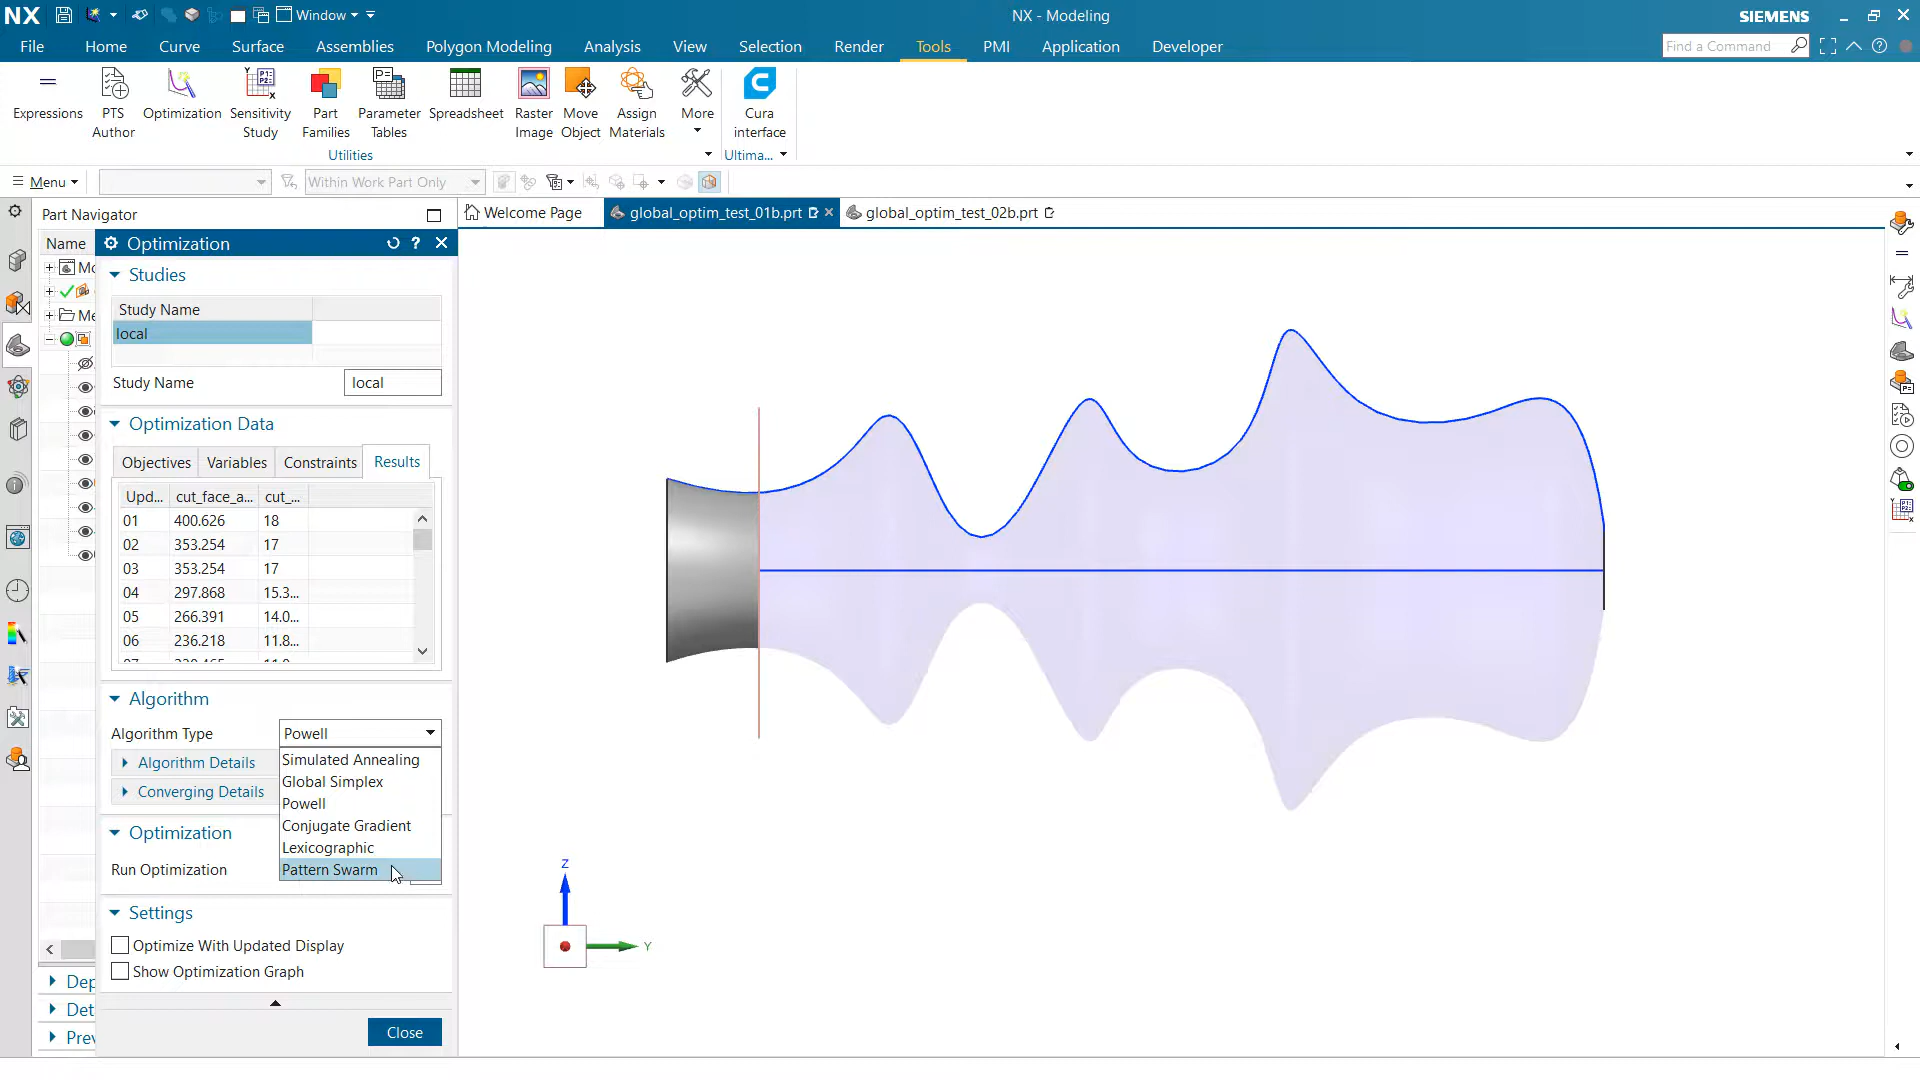 NX
Window
NX - Modeling
SIEMENS
File
Home
Curve
Surface
Assemblies
Polygon Modeling
Analysis
View
Selection
Render
Tools
PMI
Application
Developer
Find a Command
Expressions
PTS
Author
Optimization
Sensitivity
Study
Part
Families
Parameter
Tables
Spreadsheet
Raster
Image
Move
Object
Assign
Materials
More
Cura
interface
Utilities
Ultima...
Menu
Within Work Part Only
Part Navigator
Welcome Page
global_optim_test_01b.prt
global_optim_test_02b.prt
Name
Mo
Me
Optimization
Studies
Study Name
local
Study Name
local
Optimization Data
Objectives
Variables
Constraints
Results
Upd...
cut_face_a...
cut_...
01 400.626 18
02 353.254 17
03 353.254 17
04 297.868 15.3...
05 266.391 14.0...
06 236.218 11.8...
Algorithm
Algorithm Type
Powell
Simulated Annealing
Global Simplex
Powell
Conjugate Gradient
Lexicographic
Pattern Swarm
Algorithm Details
Converging Details
Optimization
Run Optimization
Settings
Optimize With Updated Display
Show Optimization Graph
Dep
Det
Prev
Close
Z
Y